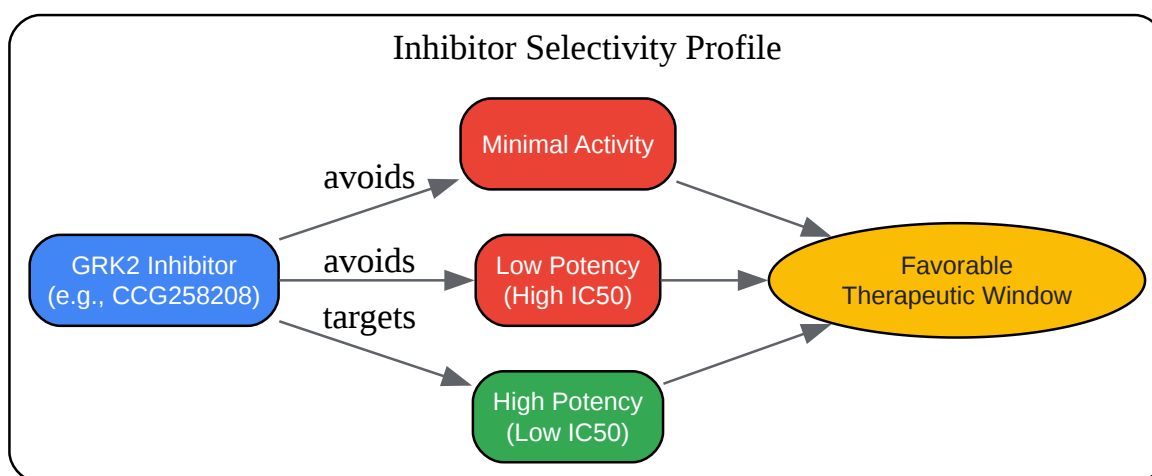 Inhibitor Selectivity Profile
Minimal Activity
avoids
GRK2 Inhibitor
(e.g., CCG258208)
avoids
Low Potency
(High IC50)
Favorable
Therapeutic Window
targets
High Potency
(Low IC50)